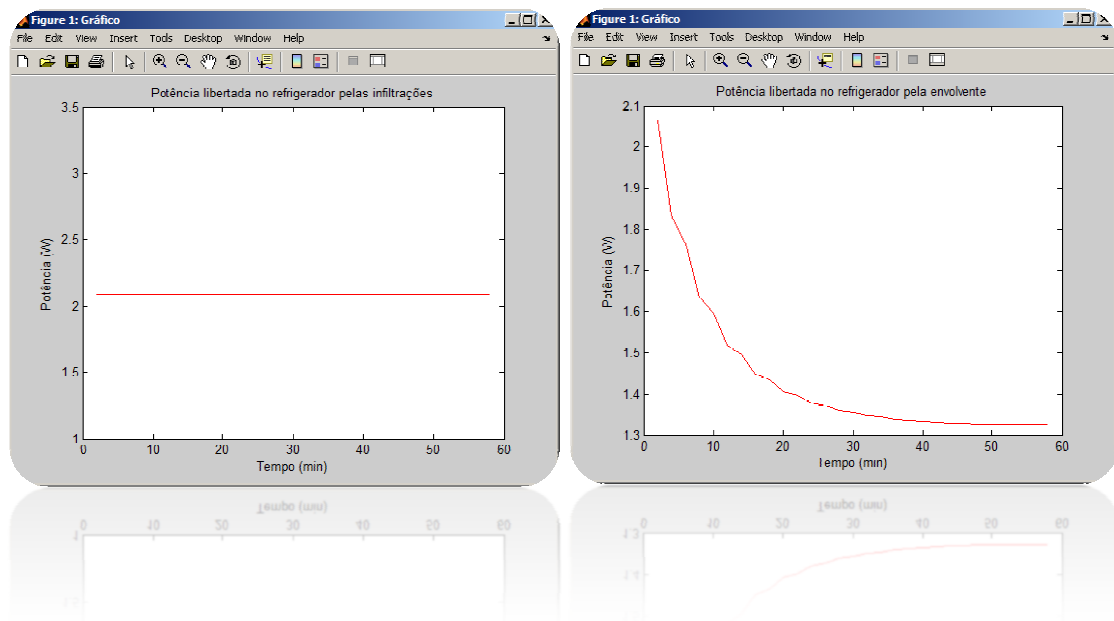 Figure 1: Gráfico
File Edit View Insert Tools Desktop Window Help
Potência libertada no refrigerador pelas infiltrações
3.5
3
2.5
2
1.5
1
Potência (W)
0 10 20 30 40 50 60
Tempo (min)
Figure 1: Gráfico
File Edit View Insert Tools Desktop Window Help
Potência libertada no refrigerador pela envolvente
2.1
2
1.9
1.8
1.7
1.6
1.5
1.4
1.3
Potência (W)
0 10 20 30 40 50 60
Tempo (min)